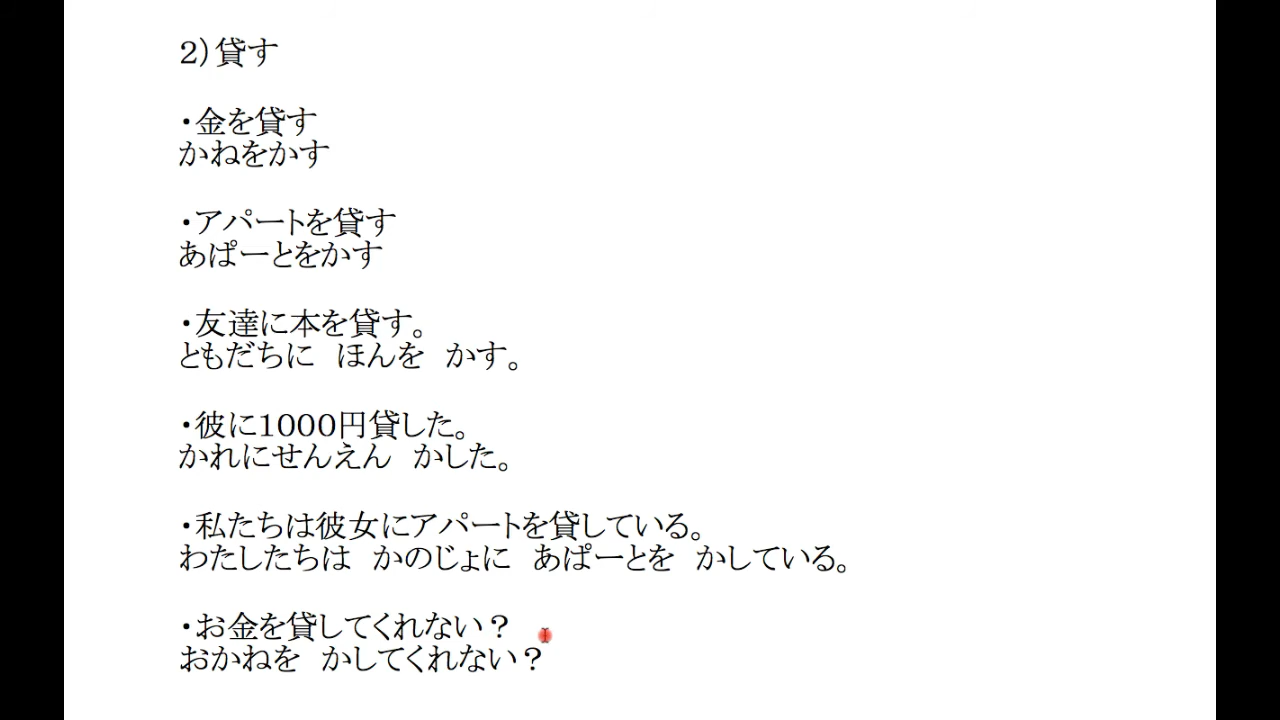 ２）貸す
・金を貸す
かねをかす
・アパートを貸す
あぱーとをかす
・友達に本を貸す。
ともだちに　ほんを　かす。
・彼に１０００円貸した。
かれにせんえん　かした。
・私たちは彼女にアパートを貸している。
わたしたちは　かのじょに　あぱーとを　かしている。
・お金を貸してくれない？
おかねを　かしてくれない？